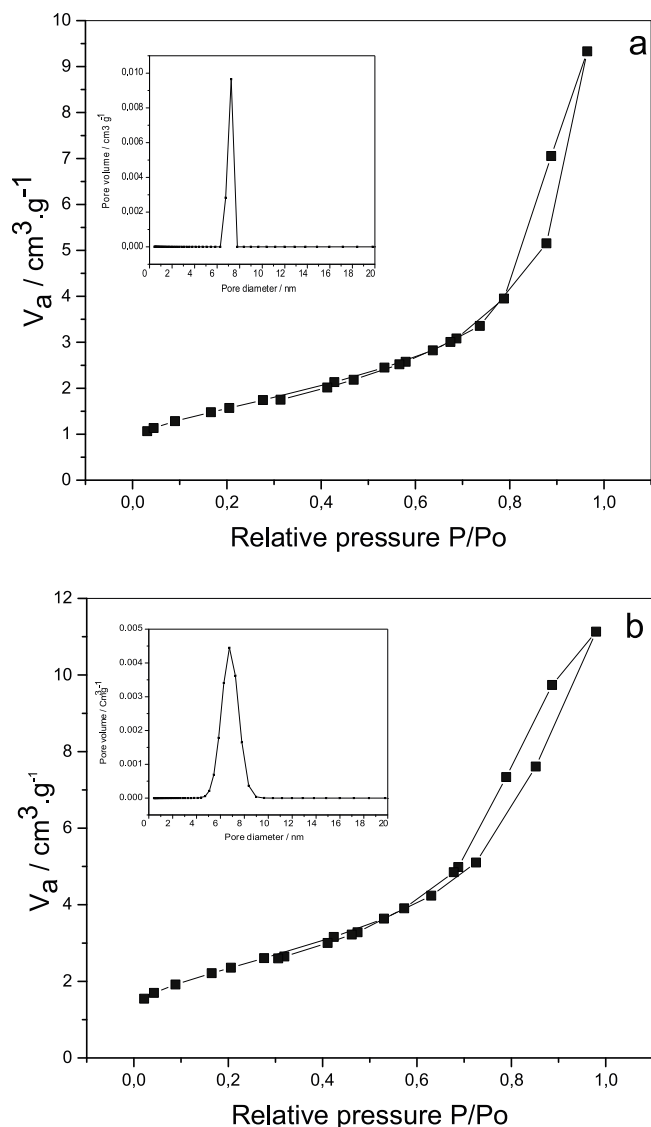 a
10
9
8
7
6
5
4
3
2
1
0
Va / cm3.g-1
0,010
0,008
0,006
0,004
0,002
0,000
Pore volume / cm3 g-1
0 2 4 6 8 10 12 14 16 18 20
Pore diameter / nm
0,0 0,2 0,4 0,6 0,8 1,0
Relative pressure P/Po
b
12
10
8
6
4
2
0
Va / cm3.g-1
0.005
0.004
0.003
0.002
0.001
0.000
Pore volume / Cm3g-1
0 2 4 6 8 10 12 14 16 18 20
Pore diameter / nm
0,0 0,2 0,4 0,6 0,8 1,0
Relative pressure P/Po